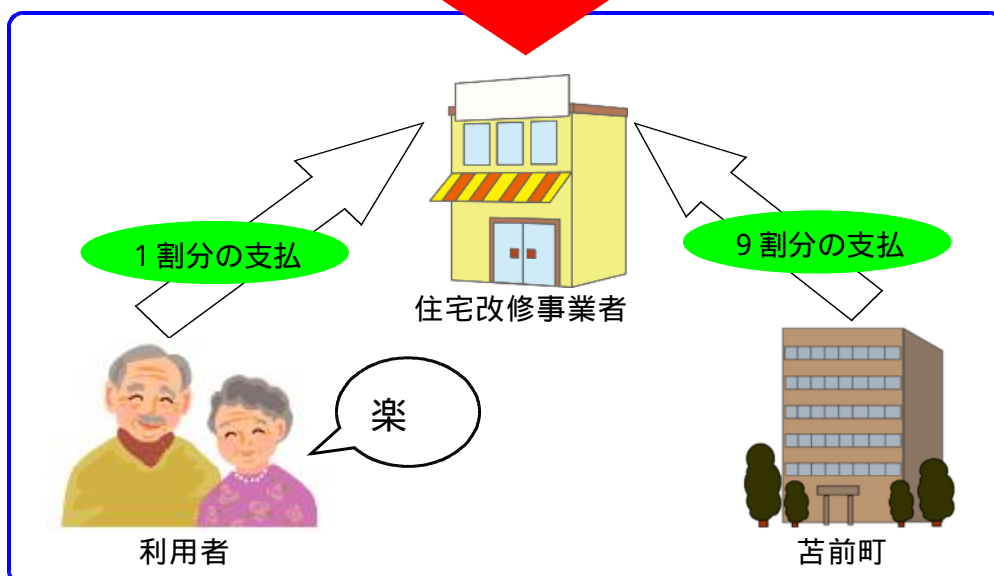 1割分の支払
9割分の支払
住宅改修事業者
楽
利用者
苫前町